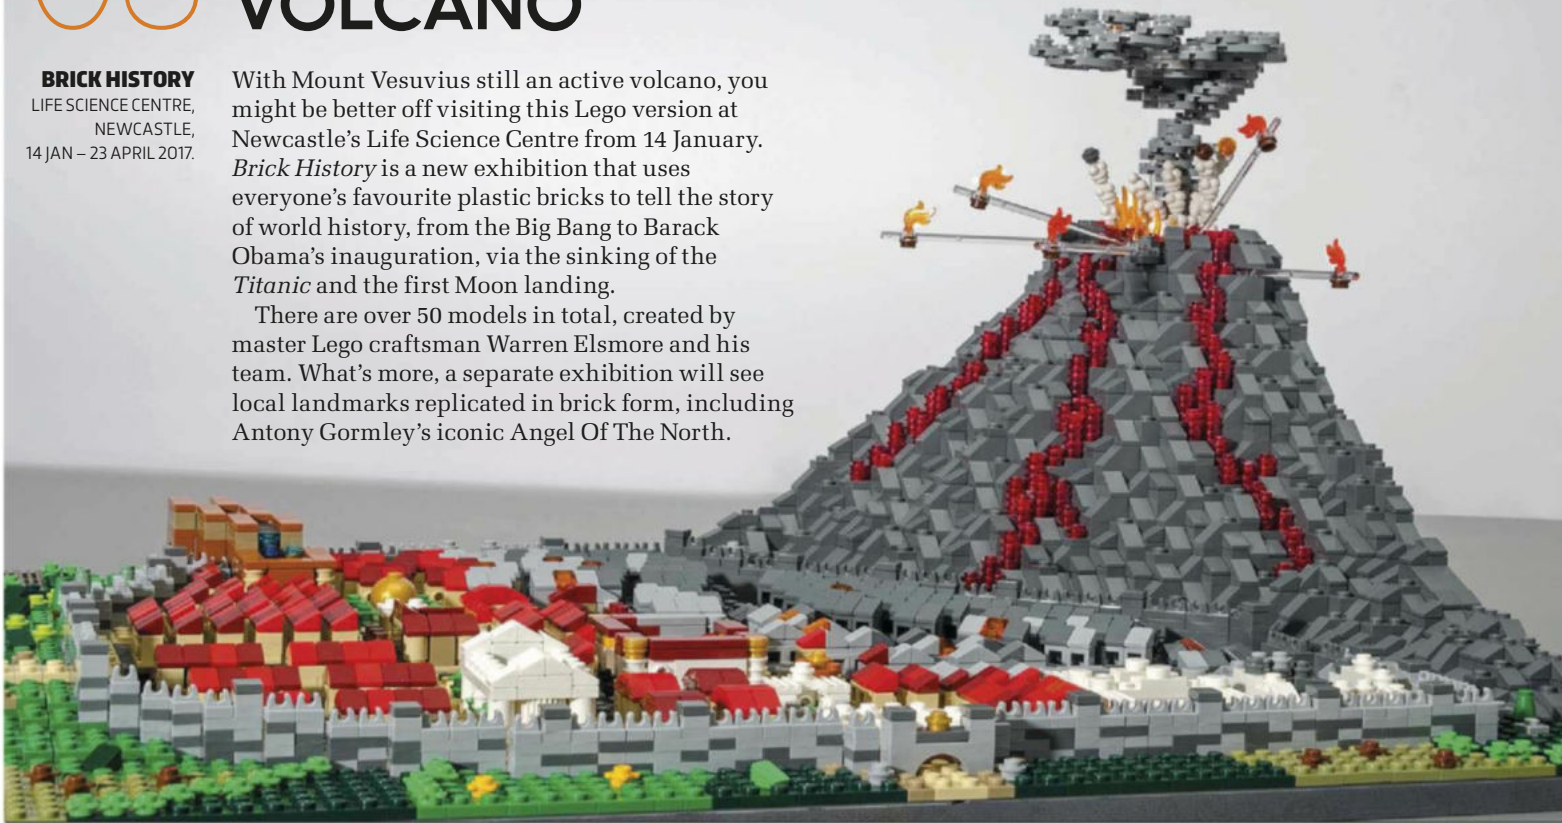 VOLCANO
BRICK HISTORY
LIFE SCIENCE CENTRE,
NEWCASTLE,
14 JAN – 23 APRIL 2017.
With Mount Vesuvius still an active volcano, you
might be better off visiting this Lego version at
Newcastle's Life Science Centre from 14 January.
Brick History is a new exhibition that uses
everyone's favourite plastic bricks to tell the story
of world history, from the Big Bang to Barack
Obama's inauguration, via the sinking of the
Titanic and the first Moon landing.
There are over 50 models in total, created by
master Lego craftsman Warren Elsmore and his
team. What's more, a separate exhibition will see
local landmarks replicated in brick form, including
Antony Gormley's iconic Angel Of The North.